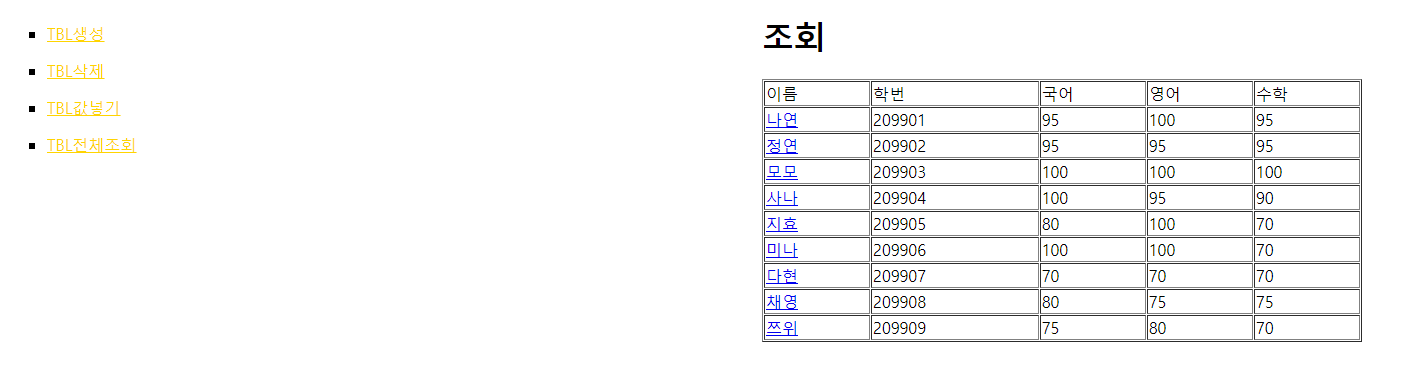 TBL생성
TBL삭제
TBL값넣기
TBL전체조회
조회
이름 학번 국어 영어 수학
나연 209901 95 100 95
정연 209902 95 95 95
모모 209903 100 100 100
사나 209904 100 95 90
지효 209905 80 100 70
미나 209906 100 100 70
다현 209907 70 70 70
채영 209908 80 75 75
쯔위 209909 75 80 70